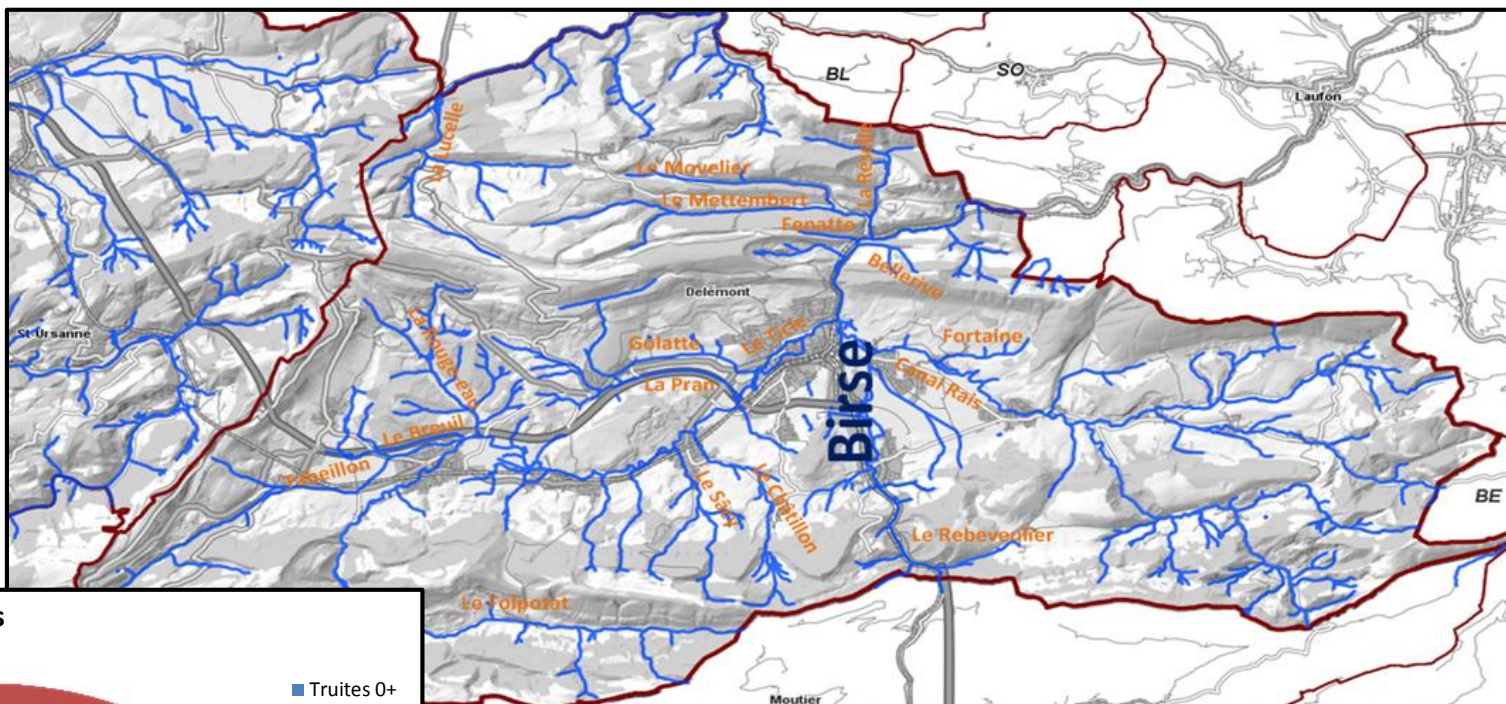 BL
SO
Laufon
La Lucelle
Le Movelier
La Réselle
Le Mettembert
Fenatte
Bellerive
Delémont
St-Ursanne
La Rouge eau
Golatte
Le Ticle
Fortaine
La Pran
Canal Rais
Birse
Le Breuil
Tabeillon
Le Sacy
Le Châtillon
BE
Le Rebeveulier
Le Folpotat
s
Truites 0+
Moutier